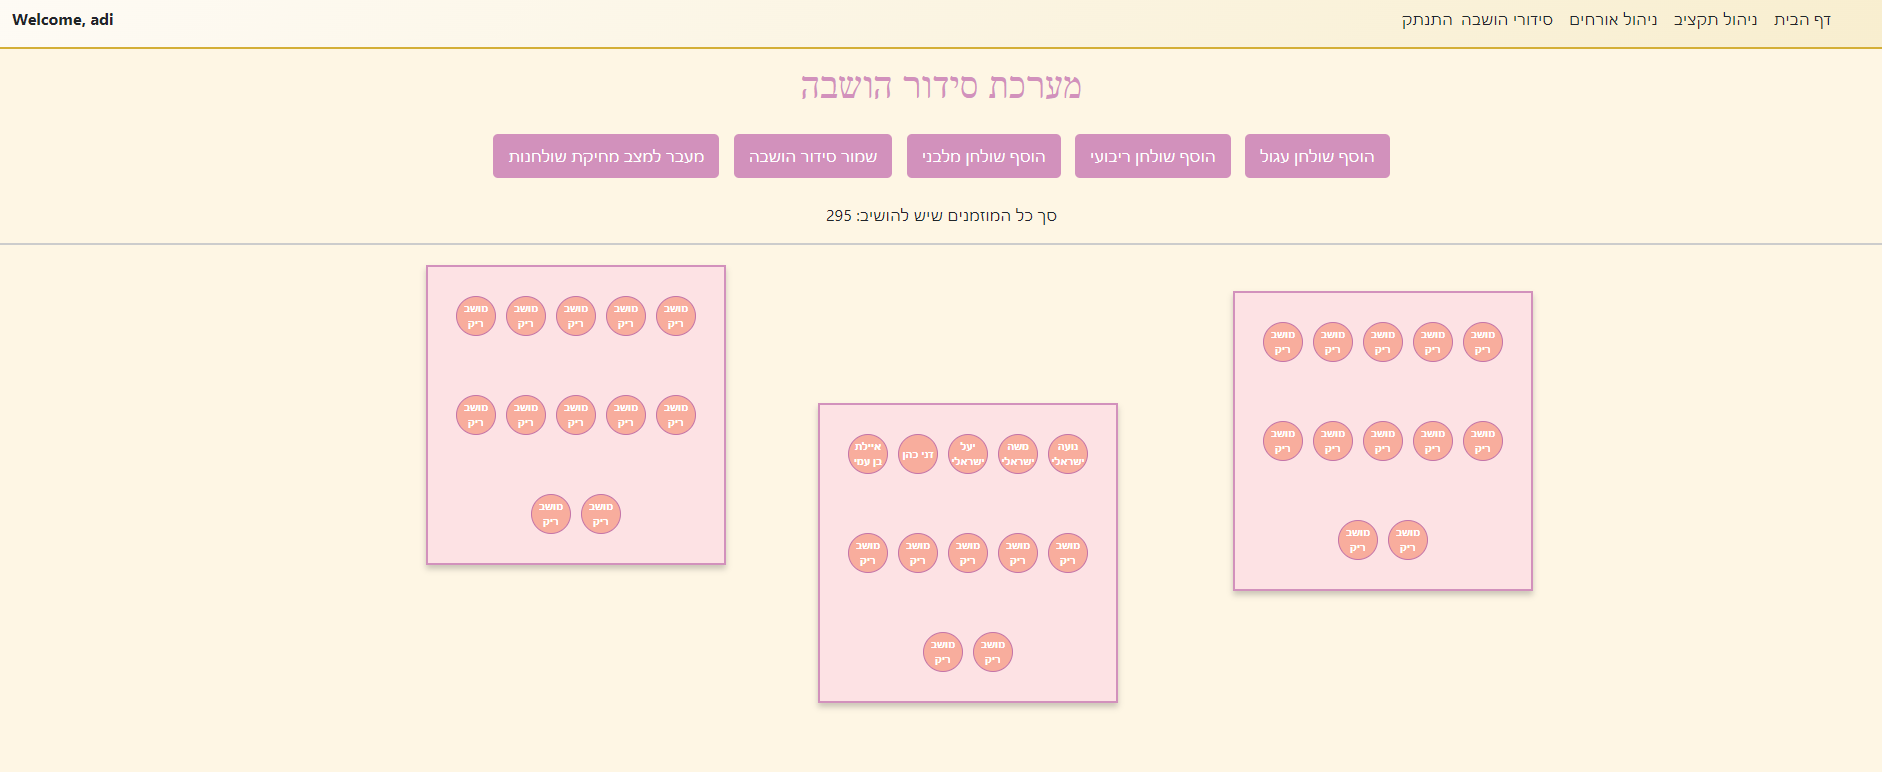 Welcome, adi
דף הבית ניהול תקציב ניהול אורחים סידורי הושבה התנתק
מערכת סידור הושבה
הוסף שולחן עגול הוסף שולחן ריבועי הוסף שולחן מלבני שמור סידור הושבה מעבר למצב מחיקת שולחנות
סך כל המוזמנים שיש להושיב: 295
מושב ריק מושב ריק מושב ריק מושב ריק מושב ריק
מושב ריק מושב ריק מושב ריק מושב ריק מושב ריק
מושב ריק מושב ריק
נועה ישראלי משה ישראלי יעל ישראלי דני כהן איילת בן עמי
מושב ריק מושב ריק מושב ריק מושב ריק מושב ריק
מושב ריק מושב ריק
מושב ריק מושב ריק מושב ריק מושב ריק מושב ריק
מושב ריק מושב ריק מושב ריק מושב ריק מושב ריק
מושב ריק מושב ריק